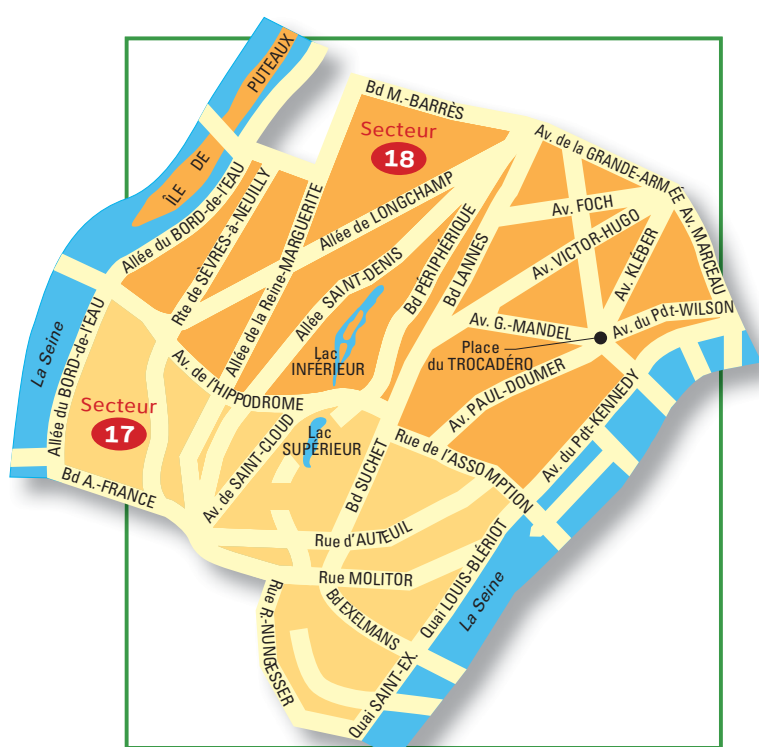 ÎLE DE PUTEAUX
Bd M.-BARRÈS
Secteur
18
Av. de la GRANDE-ARMÉE
Allée du BORD-de-l'EAU
Rte de SÈVRES-à-NEUILLY
Allée de LONGCHAMP
Allée de la Reine-MARGUERITE
Av. FOCH
Av. VICTOR-HUGO
Av. MARCEAU
Av. KLÉBER
Allée SAINT-DENIS
Bd PÉRIPHÉRIQUE
Bd LANNES
La Seine
Allée du BORD-de-l'EAU
Av. G.-MANDEL
Av. du Pdt-WILSON
Place
du TROCADÉRO
Lac
INFÉRIEUR
Av. de l'HIPPODROME
Av. PAUL-DOUMER
Av. du Pdt-KENNEDY
Secteur
17
Lac
SUPÉRIEUR
Av. de SAINT-CLOUD
Rue de l'ASSOMPTION
Bd SUCHET
Bd A.-FRANCE
Rue d'AUTEUIL
Rue MOLITOR
Quai LOUIS-BLÉRIOT
La Seine
Bd EXELMANS
Rue R.-NUNGESSER
Quai SAINT-EX.